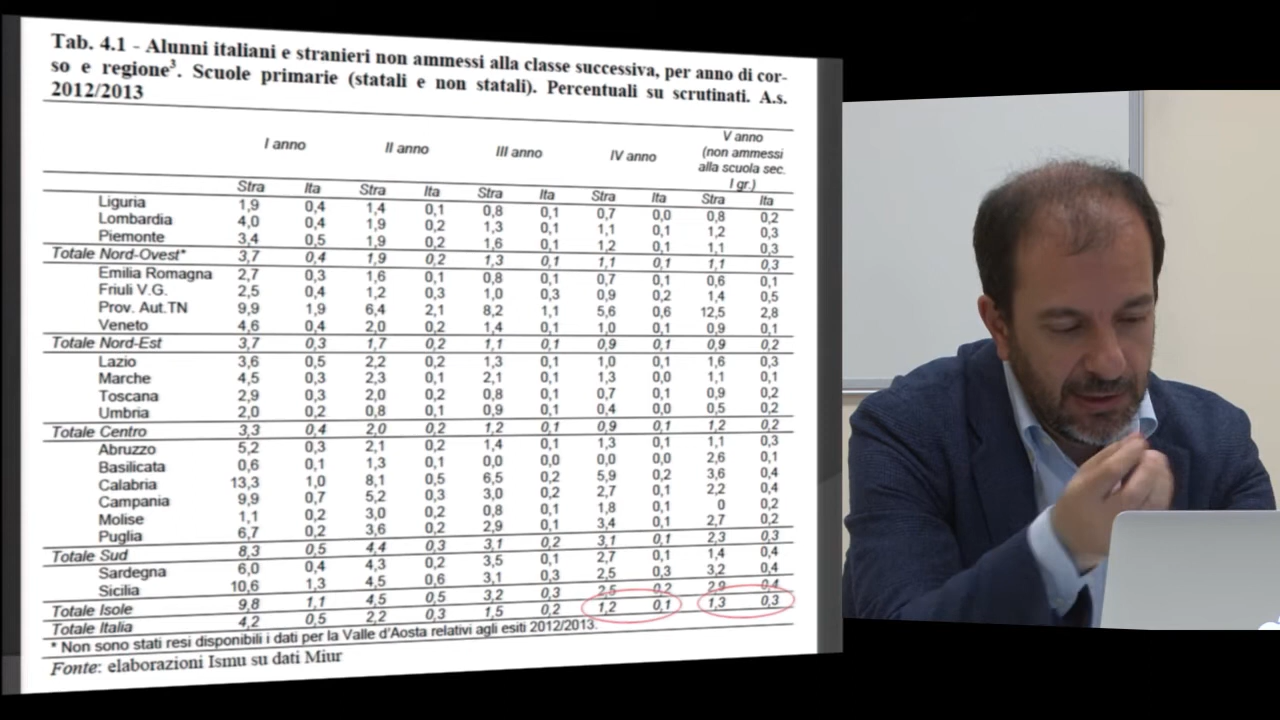 Tab. 4.1 - Alunni italiani e stranieri non ammessi alla classe successiva, per anno di cor-
so e regione³. Scuole primarie (statali e non statali). Percentuali su scrutinati. A.s.
2012/2013
I anno II anno III anno IV anno V anno
(non ammessi
alla scuola sec.
I gr.)
Stra Ita Stra Ita Stra Ita Stra Ita Stra Ita
Liguria 1,9 0,4 1,4 0,1 0,8 0,1 0,7 0,0 0,8 0,2
Lombardia 4,0 0,4 1,9 0,2 1,3 0,1 1,1 0,1 1,2 0,3
Piemonte 3,4 0,5 1,9 0,2 1,6 0,1 1,2 0,1 1,1 0,3
Totale Nord-Ovest* 3,7 0,4 1,9 0,2 1,3 0,1 1,1 0,1 1,1 0,3
Emilia Romagna 2,7 0,3 1,6 0,1 0,8 0,1 0,7 0,1 0,6 0,1
Friuli V.G. 2,5 0,4 1,2 0,3 1,0 0,3 0,9 0,2 1,4 0,5
Prov. Aut.TN 9,9 1,9 6,4 2,1 8,2 1,1 5,6 0,6 12,5 2,8
Veneto 4,6 0,4 2,0 0,2 1,4 0,1 1,0 0,1 0,9 0,1
Totale Nord-Est 3,7 0,3 1,7 0,2 1,1 0,1 0,9 0,1 0,9 0,2
Lazio 3,6 0,5 2,2 0,2 1,3 0,1 1,0 0,1 1,6 0,3
Marche 4,5 0,3 2,3 0,1 2,1 0,1 1,3 0,0 1,1 0,1
Toscana 2,9 0,3 2,0 0,2 0,8 0,1 0,7 0,1 0,9 0,2
Umbria 2,0 0,2 0,8 0,1 0,9 0,1 0,4 0,0 0,5 0,2
Totale Centro 3,3 0,4 2,0 0,2 1,2 0,1 0,9 0,1 1,2 0,2
Abruzzo 5,2 0,3 2,1 0,2 1,4 0,1 1,3 0,1 1,1 0,3
Basilicata 0,6 0,1 1,3 0,1 0,0 0,0 0,0 0,0 2,6 0,1
Calabria 13,3 1,0 8,1 0,5 6,5 0,2 5,9 0,2 3,6 0,4
Campania 9,9 0,7 5,2 0,3 3,0 0,2 2,7 0,1 2,2 0,4
Molise 1,1 0,2 3,0 0,2 0,8 0,1 1,8 0,1 0 0,2
Puglia 6,7 0,2 3,6 0,2 2,9 0,1 3,4 0,1 2,7 0,2
Totale Sud 8,3 0,5 4,4 0,3 3,1 0,2 3,1 0,1 2,3 0,3
Sardegna 6,0 0,4 4,3 0,2 3,5 0,1 2,7 0,1 1,4 0,4
Sicilia 10,6 1,3 4,5 0,6 3,1 0,3 2,5 0,3 3,2 0,4
Totale Isole 9,8 1,1 4,5 0,5 3,2 0,3 2,5 0,2 2,9 0,4
Totale Italia 4,2 0,5 2,2 0,3 1,5 0,2 1,2 0,1 1,3 0,3
* Non sono stati resi disponibili i dati per la Valle d'Aosta relativi agli esiti 2012/2013.
Fonte: elaborazioni Ismu su dati Miur